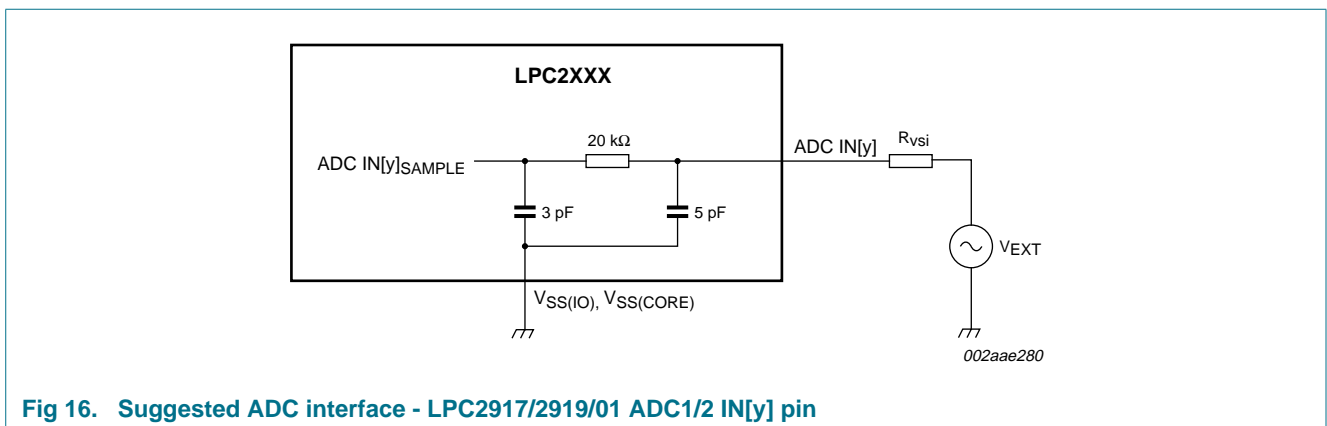 LPC2XXX
20 kΩ
ADC IN[y]
Rvsi
ADC IN[y]SAMPLE
3 pF
5 pF
VEXT
VSS(IO), VSS(CORE)
002aae280
Fig 16. Suggested ADC interface - LPC2917/2919/01 ADC1/2 IN[y] pin